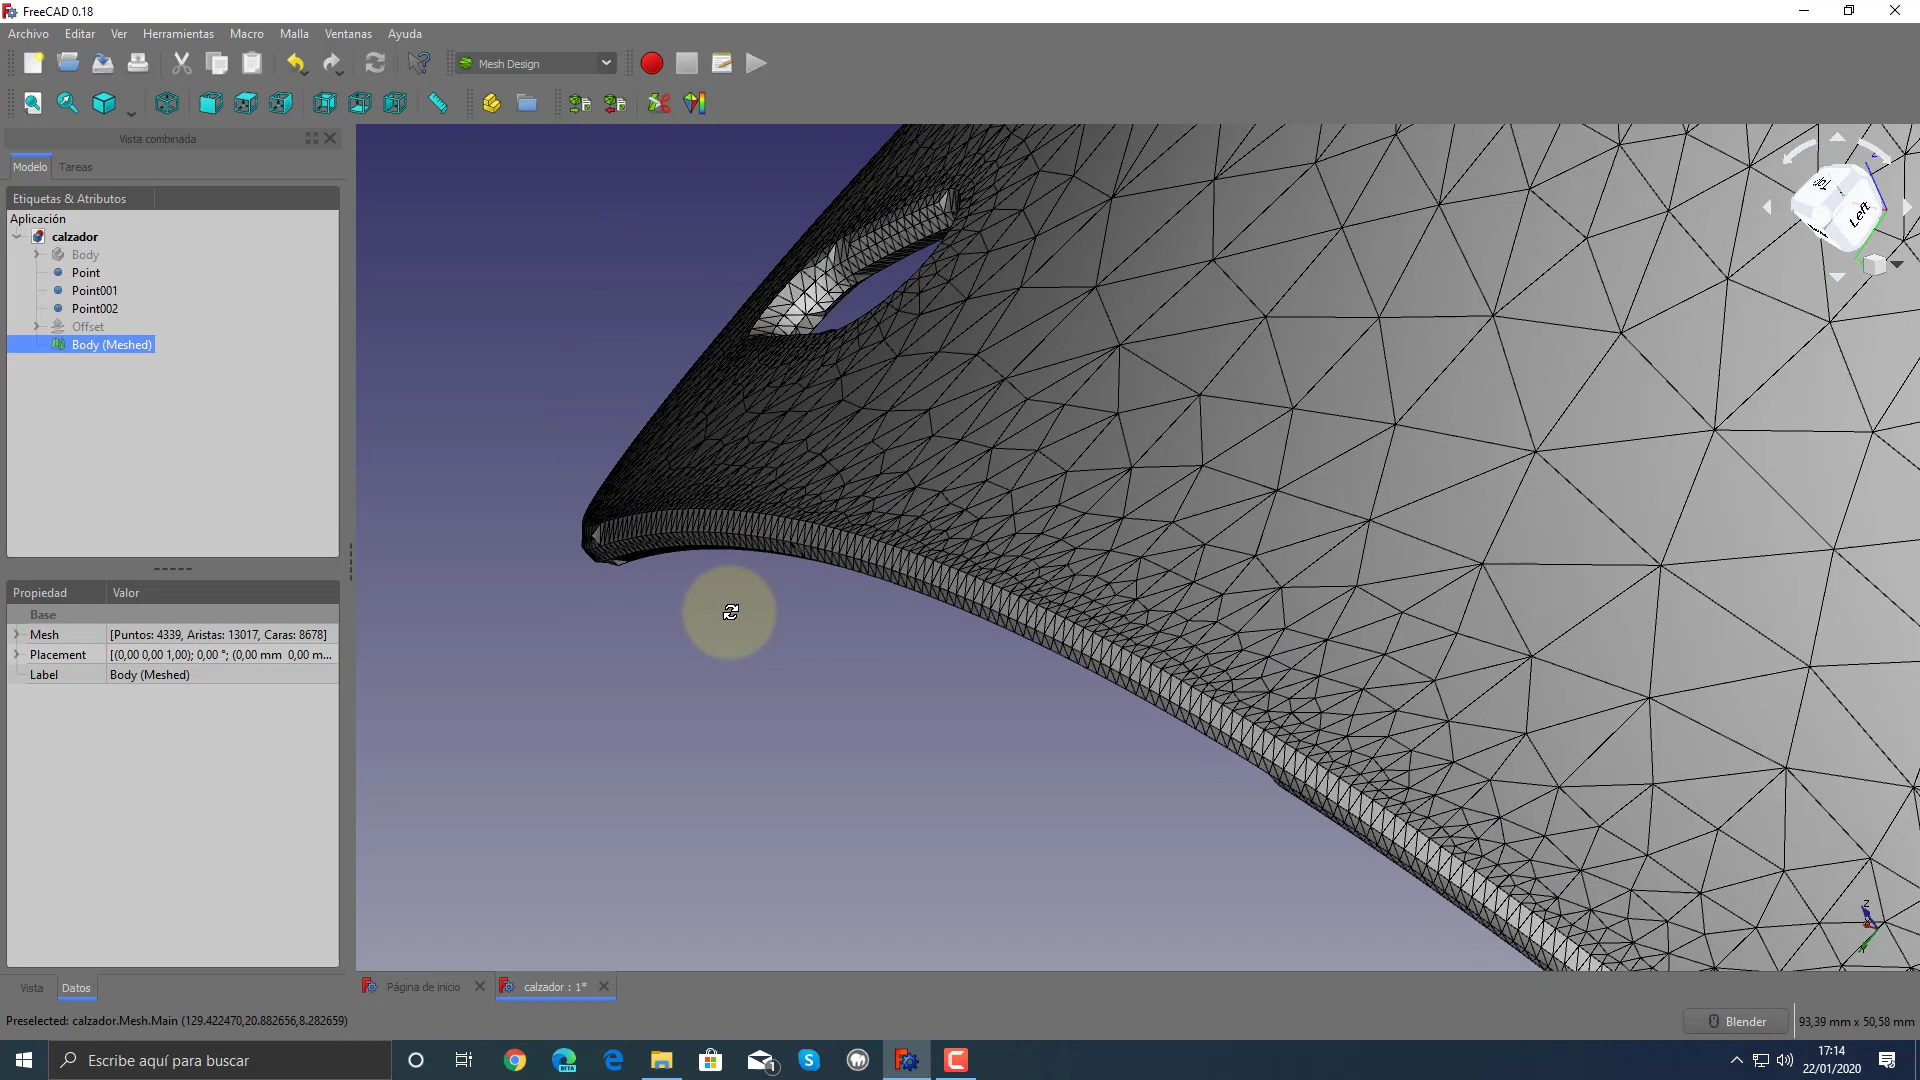 FreeCAD 0.18
Archivo Editar Ver Herramientas Macro Malla Ventanas Ayuda
Mesh Design
Vista combinada
Modelo Tareas
Etiquetas & Atributos
Aplicación
calzador
Body
Point
Point001
Point002
Offset
Body (Meshed)
Propiedad Valor
Base
Mesh [Puntos: 4339, Aristas: 13017, Caras: 8678]
Placement [(0,00 0,00 1,00); 0,00 °; (0,00 mm 0,00 m...
Label Body (Meshed)
Top
Left
Z
Vista Datos
Página de inicio
calzador : 1*
Preselected: calzador.Mesh.Main (129.422470,20.882656,8.282659)
Blender
93,39 mm x 50,58 mm
Escribe aquí para buscar
BETA
1
17:14
22/01/2020